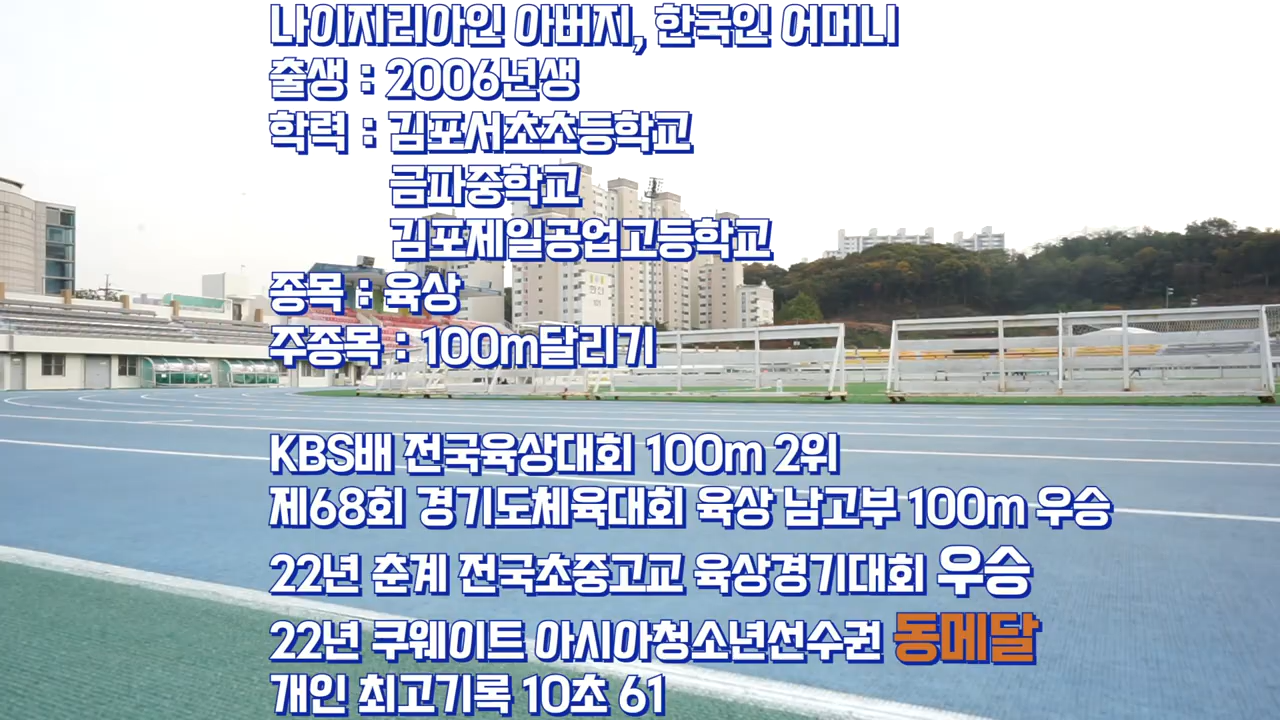 나이지리아인 아버지, 한국인 어머니
출생 : 2006년생
학력 : 김포서초초등학교
금파중학교
김포제일공업고등학교
종목 : 육상
주종목 : 100m달리기
KBS배 전국육상대회 100m 2위
제68회 경기도체육대회 육상 남고부 100m 우승
22년 춘계 전국초중고교 육상경기대회 우승
22년 쿠웨이트 아시아청소년선수권 동메달
개인 최고기록 10초 61